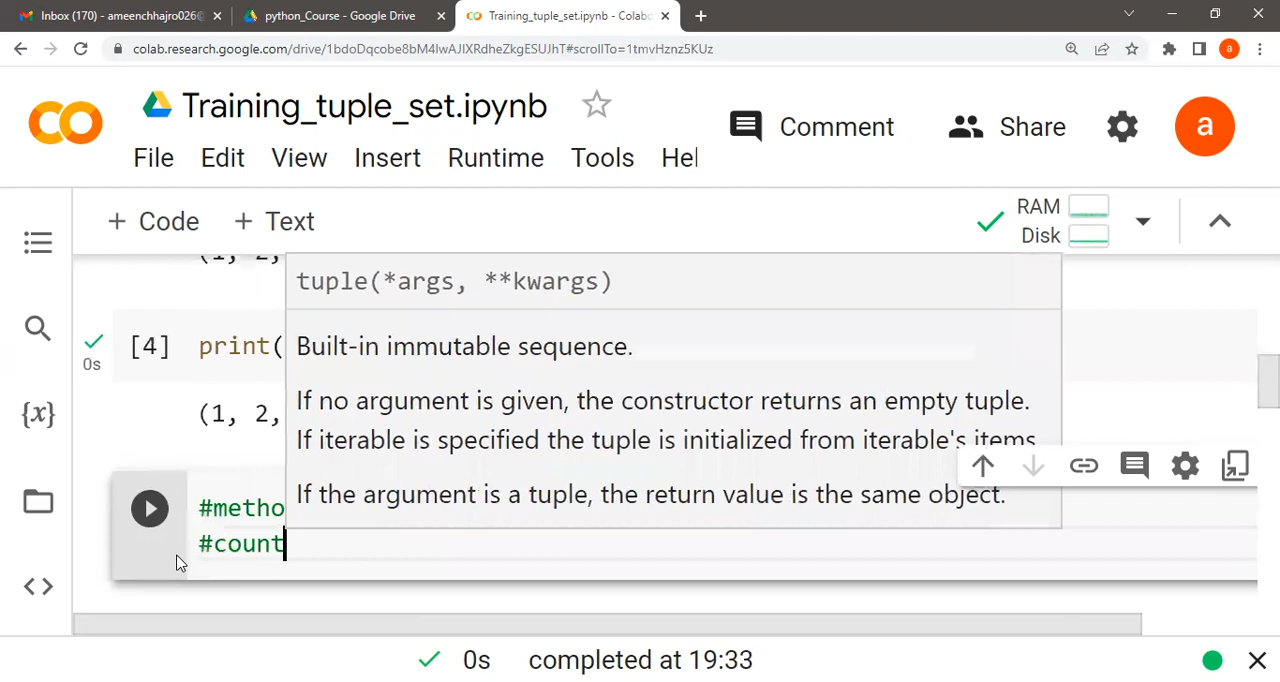 Inbox (170) - ameenchhajro026@
python_Course - Google Drive
Training_tuple_set.ipynb - Colabo
colab.research.google.com/drive/1bdoDqcobe8bM4lwAJlXRdheZkgESUJhT#scrollTo=1tmvHznz5KUz
a
Training_tuple_set.ipynb
Comment
Share
a
File Edit View Insert Runtime Tools Hel
+ Code + Text
RAM
Disk
(1, 2,
tuple(*args, **kwargs)
Built-in immutable sequence.
[4] print(
0s
If no argument is given, the constructor returns an empty tuple.
(1, 2,
If iterable is specified the tuple is initialized from iterable's items.
If the argument is a tuple, the return value is the same object.
#metho
#count
{x}
0s completed at 19:33